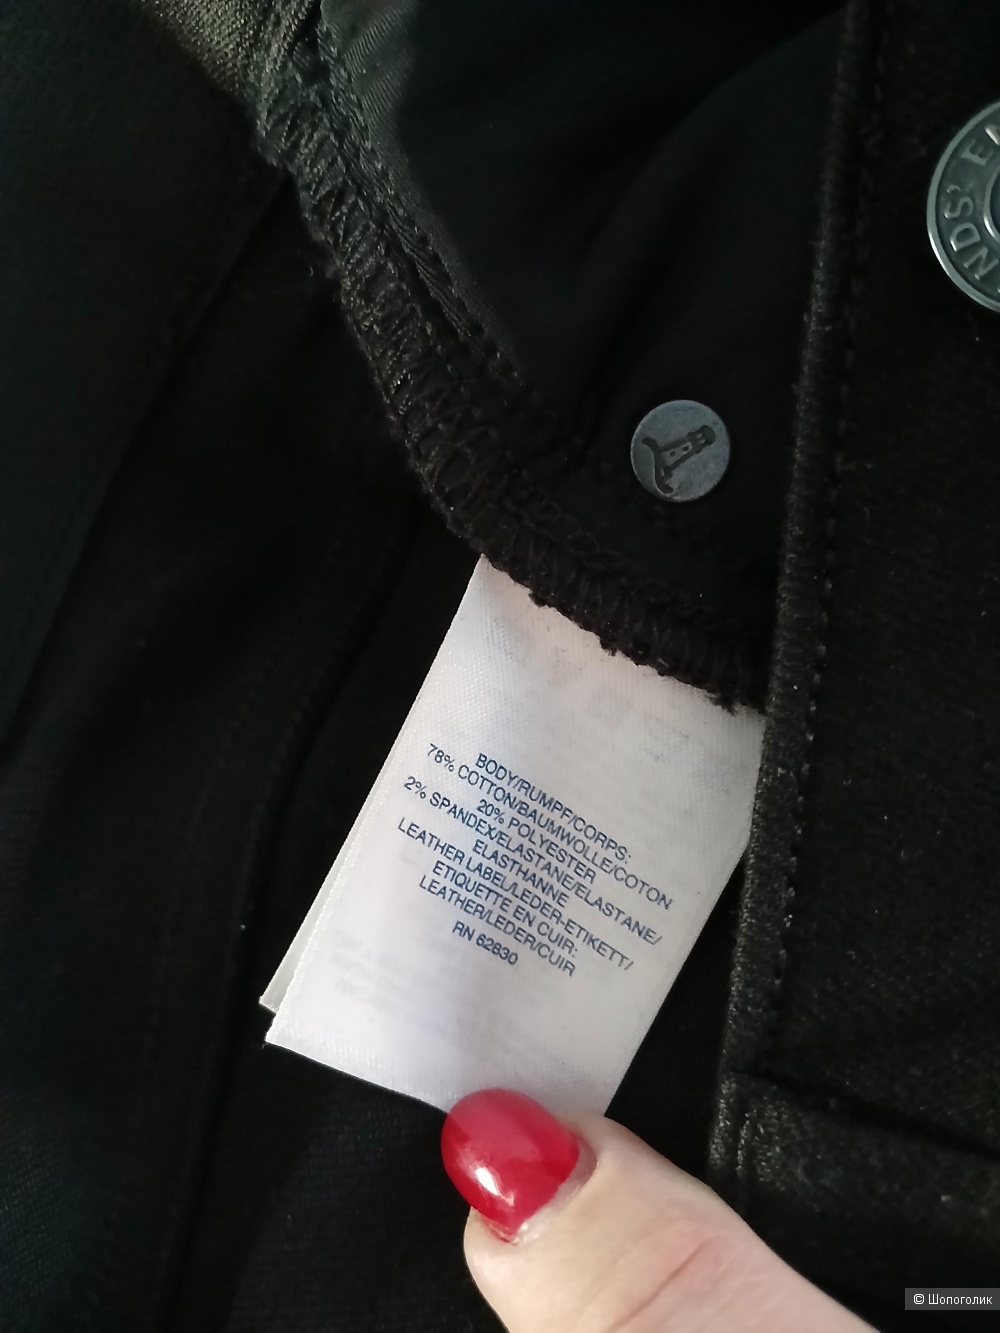 NDS' E
BODY/RUMPF/CORPS:
78% COTTON/BAUMWOLLE/COTON
20% POLYESTER
2% SPANDEX/ELASTANE/ELASTANE/
ELASTHANNE
LEATHER LABEL/LEDER-ETIKETT/
ETIQUETTE EN CUIR:
LEATHER/LEDER/CUIR
RN 62830
© Шопоголик